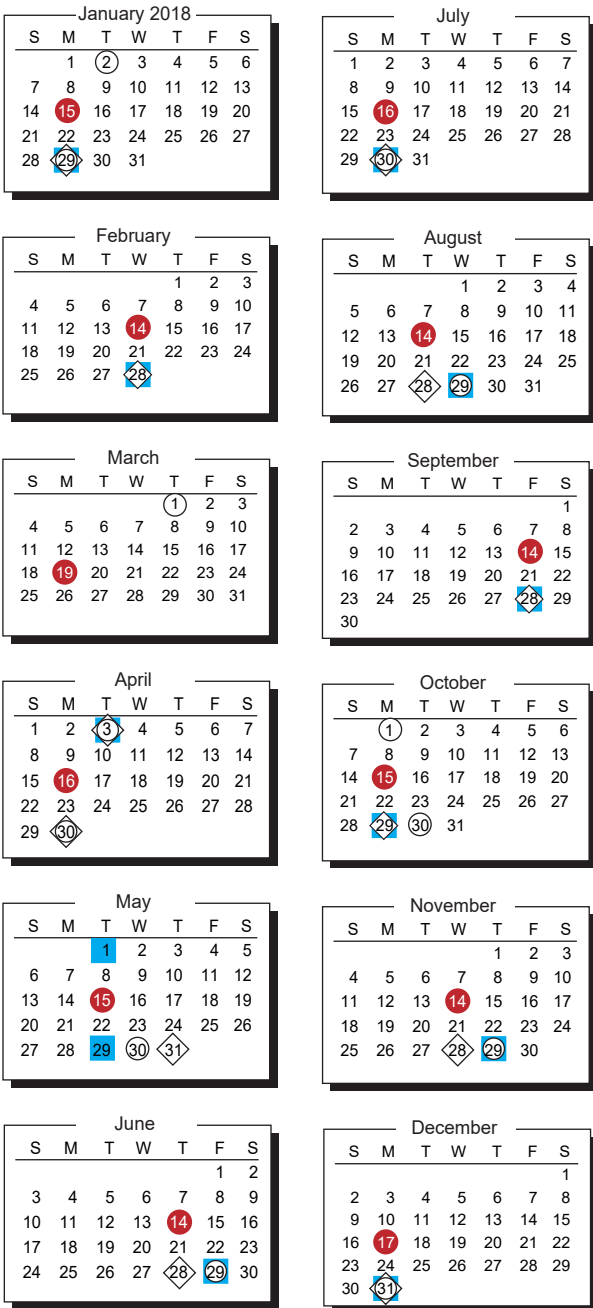 January 2018
S M T W T F S
1 2 3 4 5 6
7 8 9 10 11 12 13
14 15 16 17 18 19 20
21 22 23 24 25 26 27
28 29 30 31
February
S M T W T F S
1 2 3
4 5 6 7 8 9 10
11 12 13 14 15 16 17
18 19 20 21 22 23 24
25 26 27 28
March
S M T W T F S
1 2 3
4 5 6 7 8 9 10
11 12 13 14 15 16 17
18 19 20 21 22 23 24
25 26 27 28 29 30 31
April
S M T W T F S
1 2 3 4 5 6 7
8 9 10 11 12 13 14
15 16 17 18 19 20 21
22 23 24 25 26 27 28
29 30
May
S M T W T F S
1 2 3 4 5
6 7 8 9 10 11 12
13 14 15 16 17 18 19
20 21 22 23 24 25 26
27 28 29 30 31
June
S M T W T F S
1 2
3 4 5 6 7 8 9
10 11 12 13 14 15 16
17 18 19 20 21 22 23
24 25 26 27 28 29 30
July
S M T W T F S
1 2 3 4 5 6 7
8 9 10 11 12 13 14
15 16 17 18 19 20 21
22 23 24 25 26 27 28
29 30 31
August
S M T W T F S
1 2 3 4
5 6 7 8 9 10 11
12 13 14 15 16 17 18
19 20 21 22 23 24 25
26 27 28 29 30 31
September
S M T W T F S
1
2 3 4 5 6 7 8
9 10 11 12 13 14 15
16 17 18 19 20 21 22
23 24 25 26 27 28 29
30
October
S M T W T F S
1 2 3 4 5 6
7 8 9 10 11 12 13
14 15 16 17 18 19 20
21 22 23 24 25 26 27
28 29 30 31
November
S M T W T F S
1 2 3
4 5 6 7 8 9 10
11 12 13 14 15 16 17
18 19 20 21 22 23 24
25 26 27 28 29 30
December
S M T W T F S
1
2 3 4 5 6 7 8
9 10 11 12 13 14 15
16 17 18 19 20 21 22
23 24 25 26 27 28 29
30 31